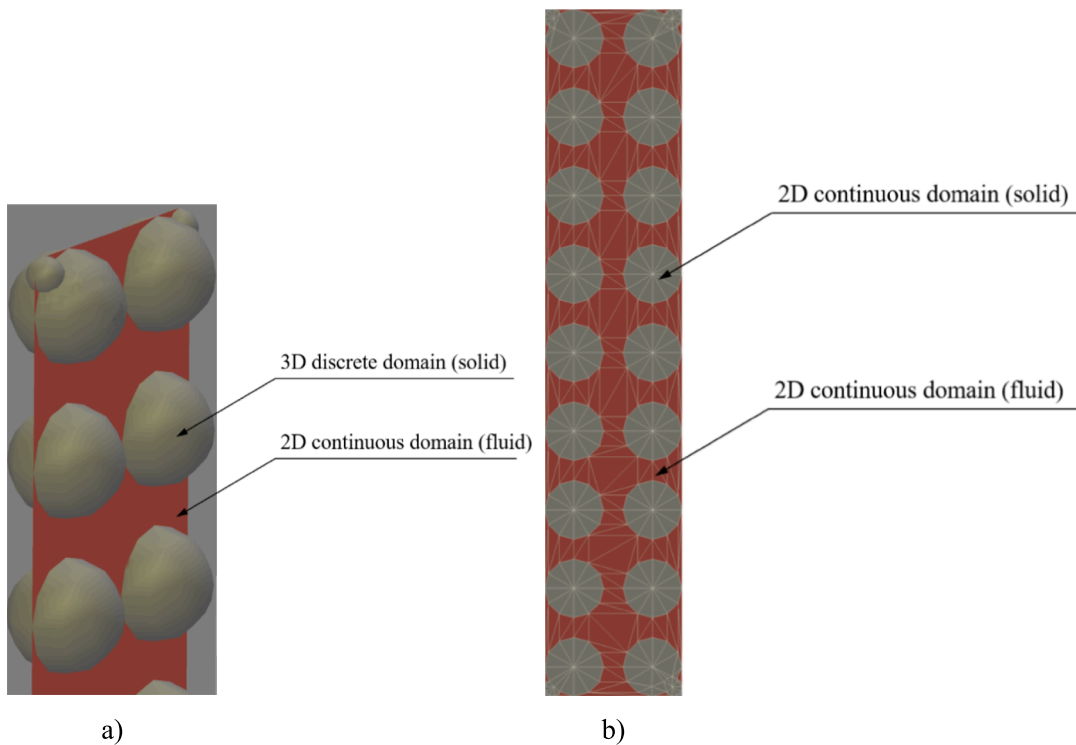 2D continuous domain (solid)
3D discrete domain (solid)
2D continuous domain (fluid)
2D continuous domain (fluid)
a)
b)